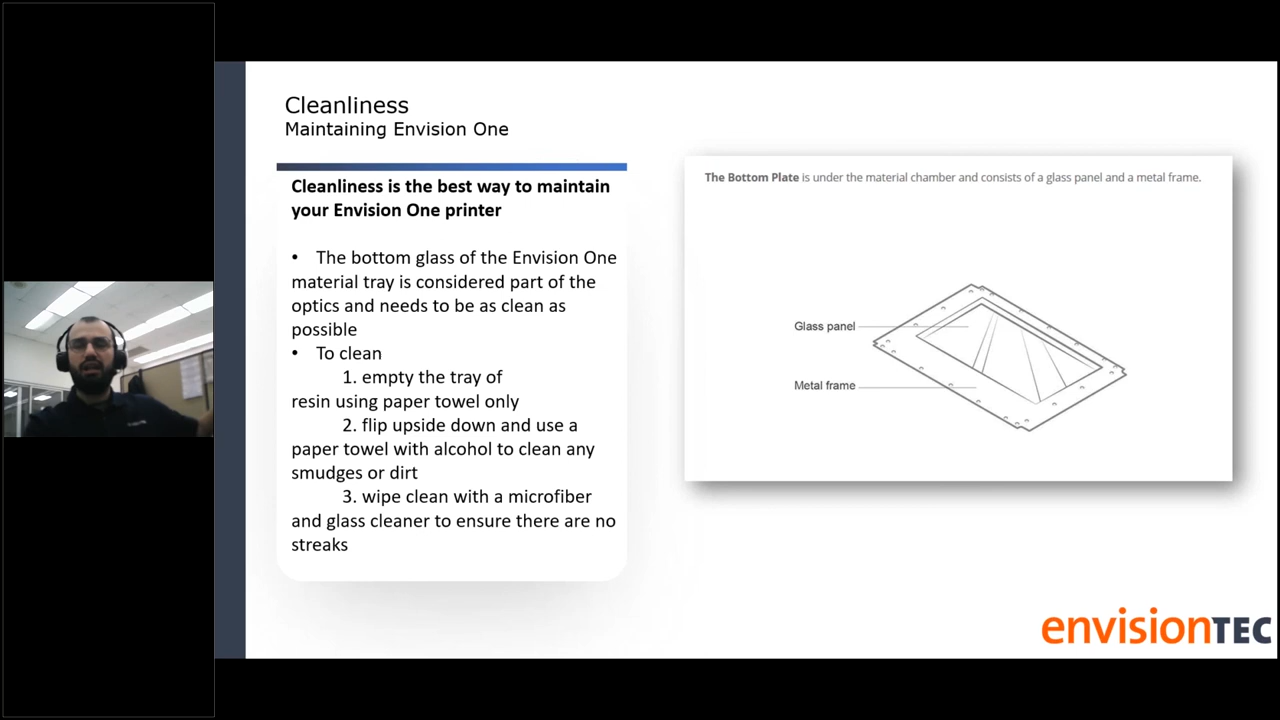 Cleanliness
Maintaining Envision One
Cleanliness is the best way to maintain
your Envision One printer
• The bottom glass of the Envision One
material tray is considered part of the
optics and needs to be as clean as
possible
• To clean
1. empty the tray of
resin using paper towel only
2. flip upside down and use a
paper towel with alcohol to clean any
smudges or dirt
3. wipe clean with a microfiber
and glass cleaner to ensure there are no
streaks
The Bottom Plate is under the material chamber and consists of a glass panel and a metal frame.
Glass panel
Metal frame
envisionTEC